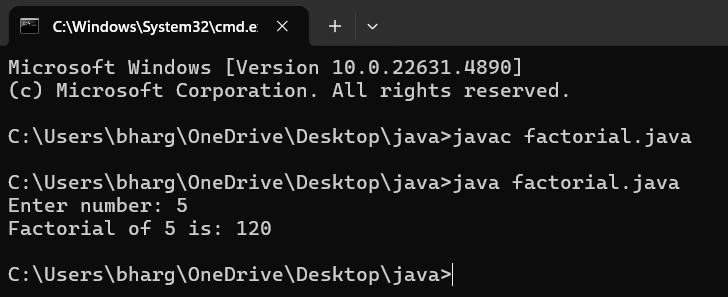 C:\Windows\System32\cmd.e
Microsoft Windows [Version 10.0.22631.4890]
(c) Microsoft Corporation. All rights reserved.
C:\Users\bharg\OneDrive\Desktop\java>javac factorial.java
C:\Users\bharg\OneDrive\Desktop\java>java factorial.java
Enter number: 5
Factorial of 5 is: 120
C:\Users\bharg\OneDrive\Desktop\java>